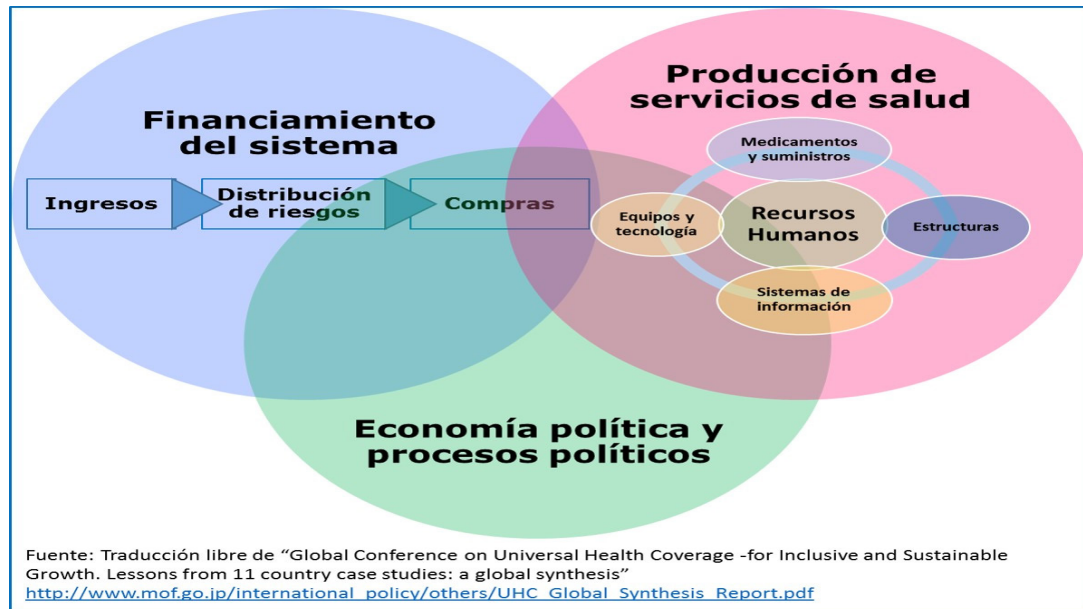 Financiamiento
del sistema
Ingresos
Distribución
de riesgos
Compras
Producción de
servicios de salud
Medicamentos
y suministros
Equipos y
tecnología
Recursos
Humanos
Estructuras
Sistemas de
información
Economía política y
procesos políticos
Fuente: Traducción libre de “Global Conference on Universal Health Coverage -for Inclusive and Sustainable
Growth. Lessons from 11 country case studies: a global synthesis”
http://www.mof.go.jp/international_policy/others/UHC_Global_Synthesis_Report.pdf